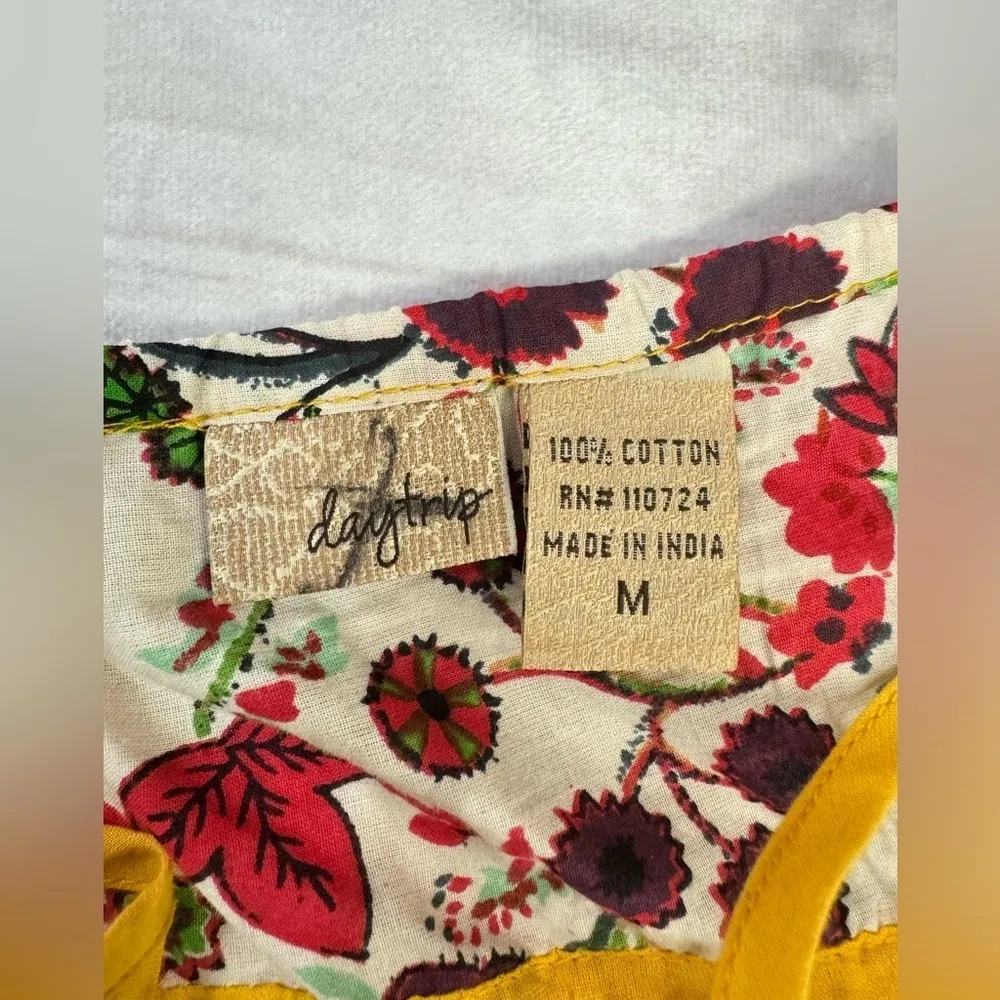 daytrip
100% COTTON
RN# 110724
MADE IN INDIA
M